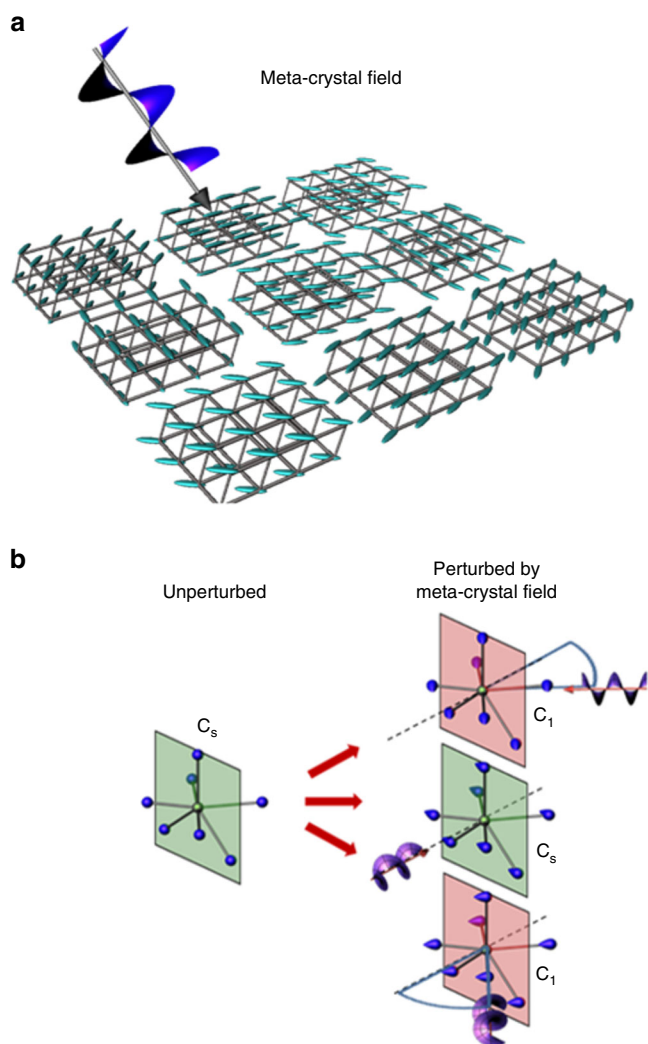 a
Meta-crystal field
b
Unperturbed
Perturbed by
meta-crystal field
Cₛ
C₁
Cₛ
C₁